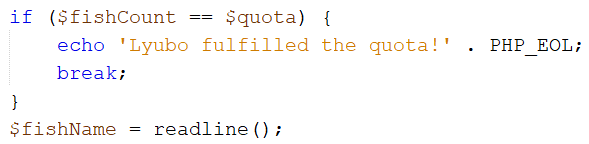 if ($fishCount == $quota) {
    echo 'Lyubo fulfilled the quota!' . PHP_EOL;
    break;
}
$fishName = readline();